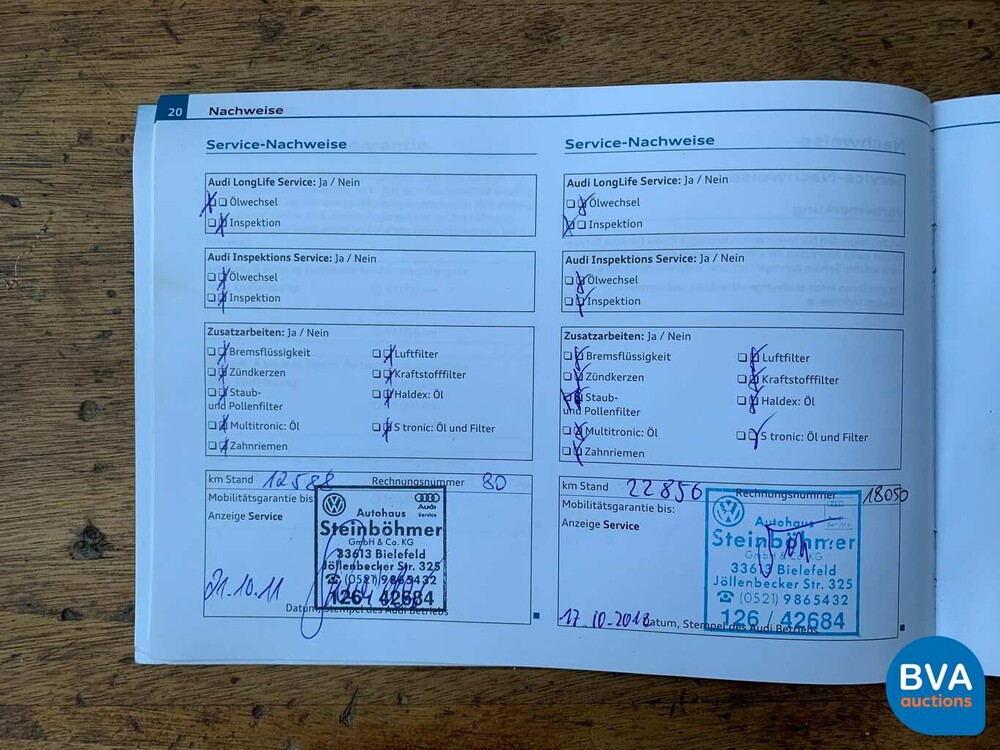 20 Nachweise
Service-Nachweise
Audi LongLife Service: Ja / Nein
Ölwechsel
Inspektion
Audi Inspektions Service: Ja / Nein
Ölwechsel
Inspektion
Zusatzarbeiten: Ja / Nein
Bremsflüssigkeit
Luftfilter
Zündkerzen
Kraftstofffilter
Staub-
und Pollenfilter
Haldex: Öl
Multitronic: Öl
S tronic: Öl und Filter
Zahnriemen
km Stand 12588 Rechnungsnummer 80
Mobilitätsgarantie bis:
Anzeige Service
Audi
Service
Autohaus
Steinböhmer
GmbH & Co. KG
33613 Bielefeld
Jöllenbecker Str. 325
(0521) 9865432
126 42684
21.10.11
Datum, Stempel des Audi Betriebs
Service-Nachweise
Audi LongLife Service: Ja / Nein
Ölwechsel
Inspektion
Audi Inspektions Service: Ja / Nein
Ölwechsel
Inspektion
Zusatzarbeiten: Ja / Nein
Bremsflüssigkeit
Luftfilter
Zündkerzen
Kraftstofffilter
Staub-
und Pollenfilter
Haldex: Öl
Multitronic: Öl
S tronic: Öl und Filter
Zahnriemen
km Stand 22856 Rechnungsnummer 18050
Mobilitätsgarantie bis:
Anzeige Service
Autohaus
Steinböhmer
GmbH & Co. KG
33613 Bielefeld
Jöllenbecker Str. 325
(0521) 9865432
126 / 42684
Datum, Stempel des Audi Betriebs
BVA
auctions